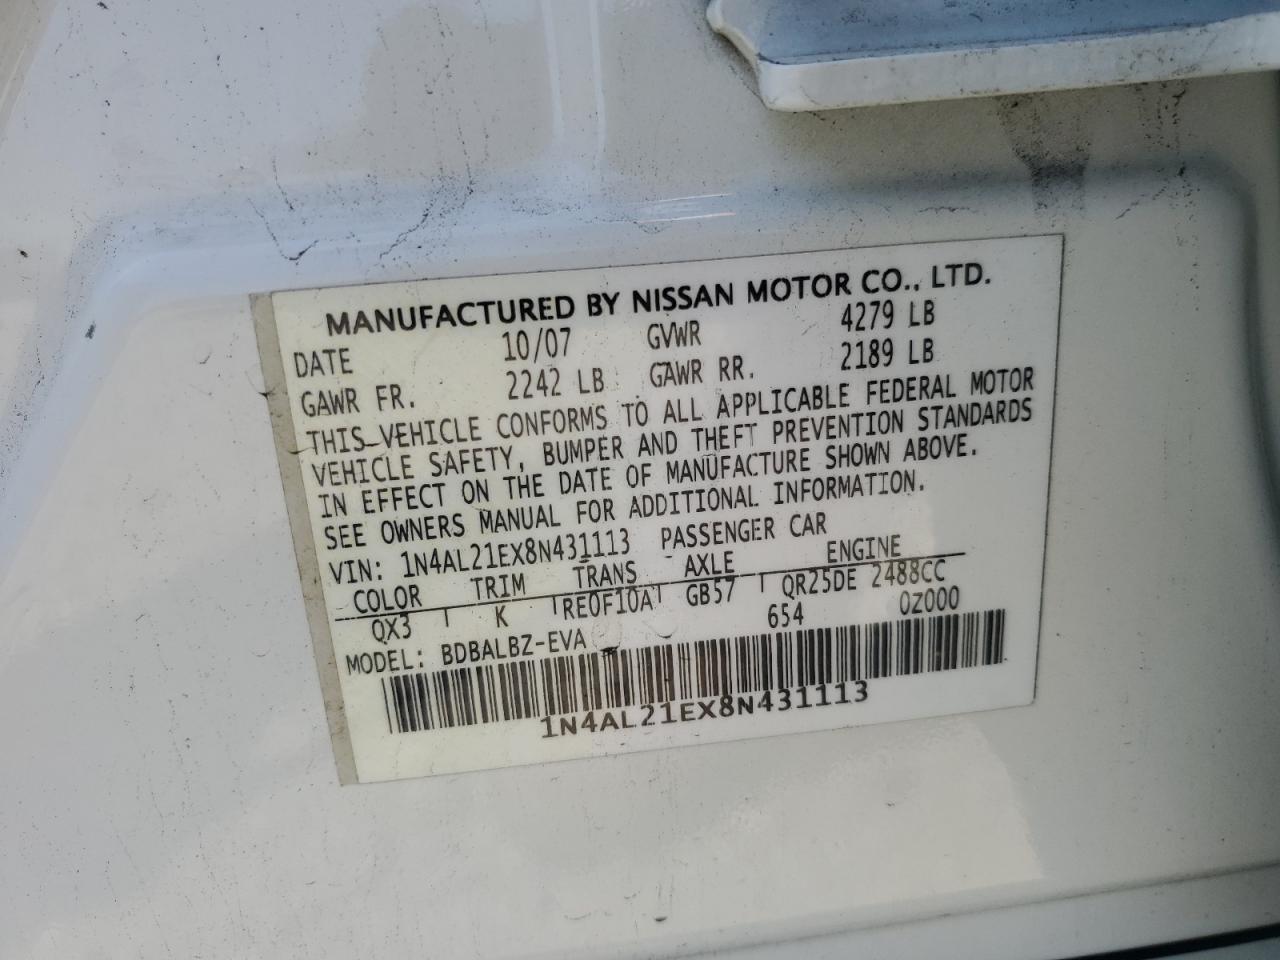 MANUFACTURED BY NISSAN MOTOR CO., LTD.
DATE 10/07 GVWR 4279 LB
GAWR FR. 2242 LB GAWR RR. 2189 LB
THIS VEHICLE CONFORMS TO ALL APPLICABLE FEDERAL MOTOR
VEHICLE SAFETY, BUMPER AND THEFT PREVENTION STANDARDS
IN EFFECT ON THE DATE OF MANUFACTURE SHOWN ABOVE.
SEE OWNERS MANUAL FOR ADDITIONAL INFORMATION.
VIN: 1N4AL21EX8N431113 PASSENGER CAR
COLOR TRIM TRANS AXLE ENGINE
QX3 K RE0F10A GB57 QR25DE 2488CC
MODEL: BDBALBZ-EVA 654 0Z000
1N4AL21EX8N431113